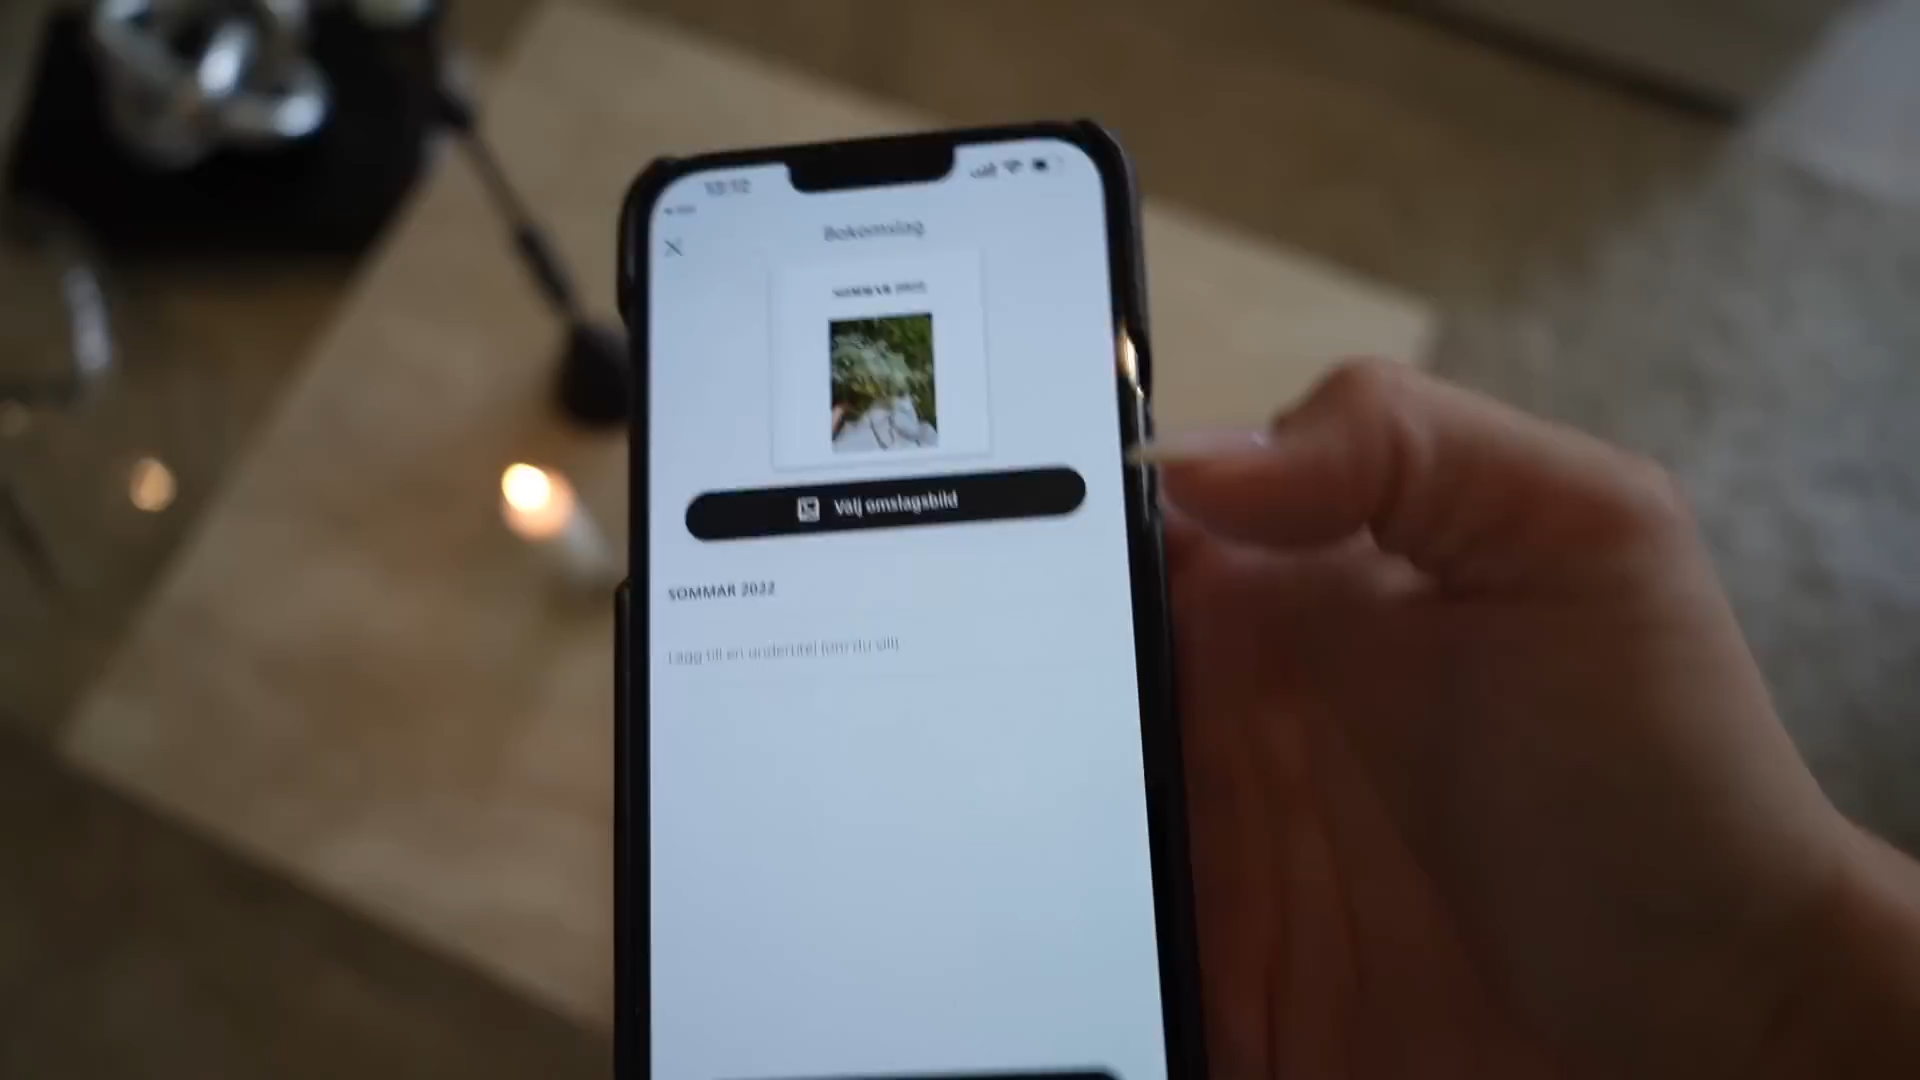 Bokomslag
SOMMAR 2022
Välj omslagsbild
SOMMAR 2022
Lägg till en undertitel (om du vill)